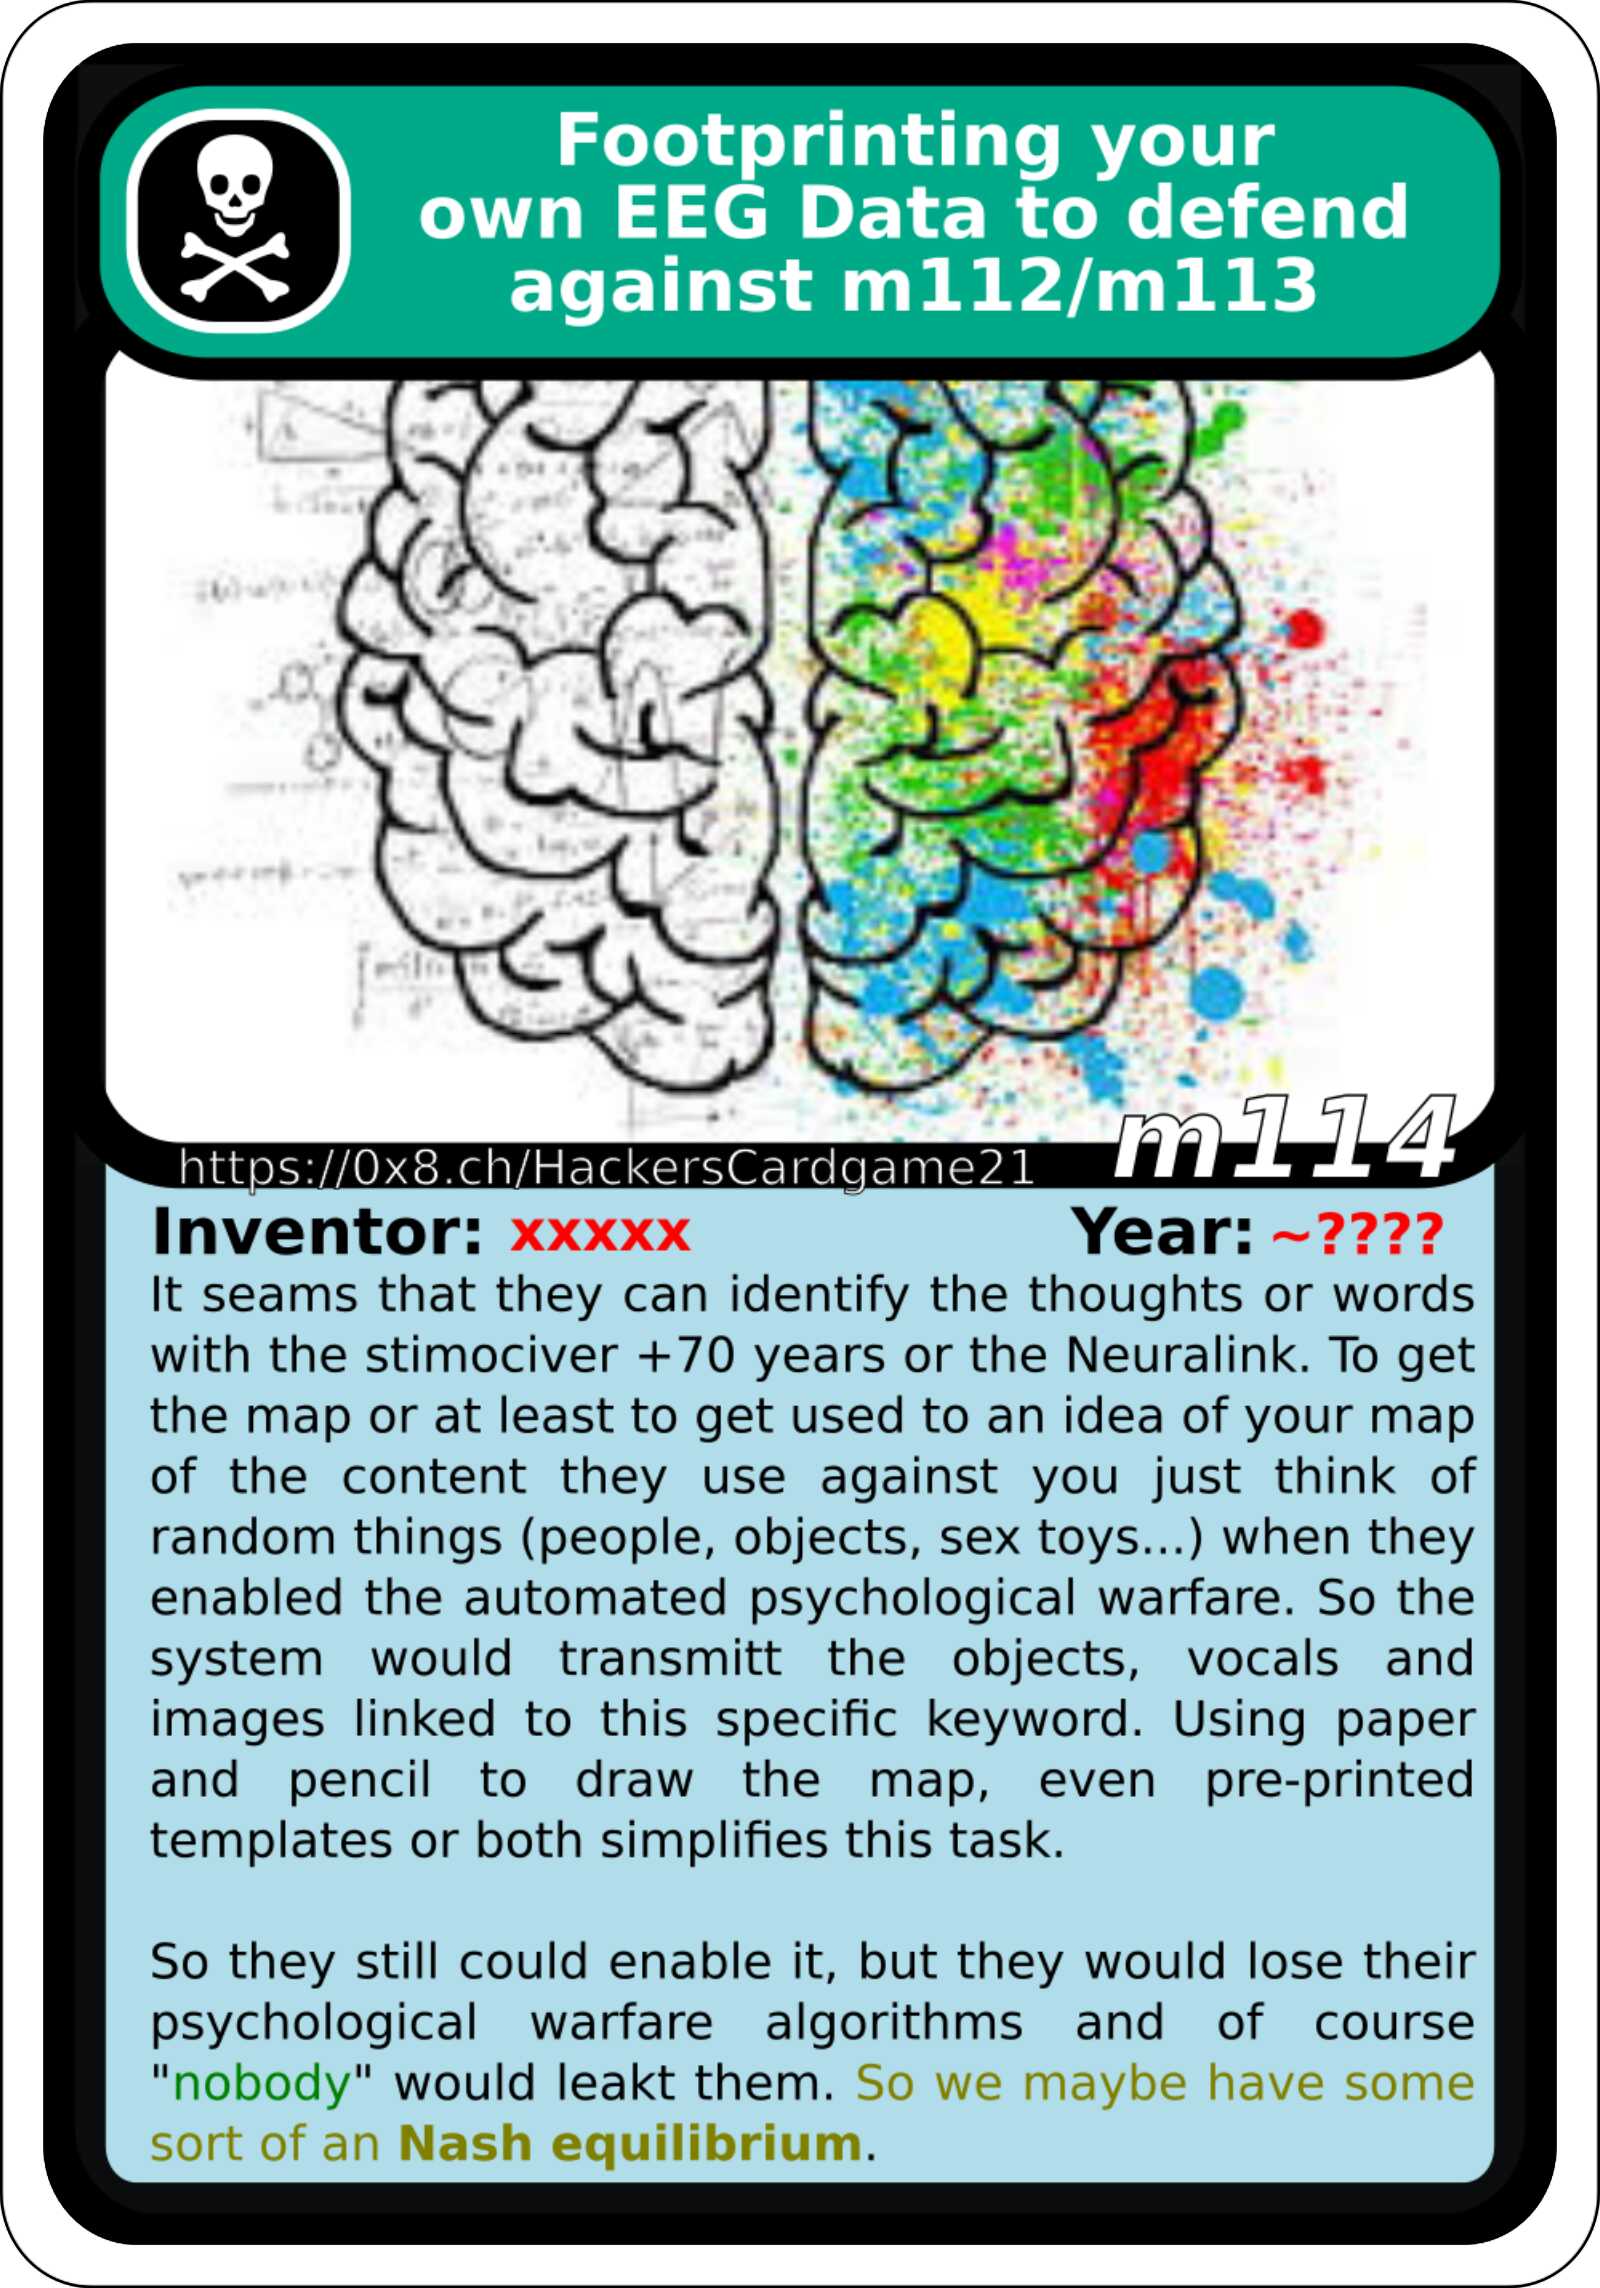 Footprinting your
own EEG Data to defend
against m112/m113
m114
https://0x8.ch/HackersCardgame21
Inventor: xxxxx Year: ~????
It seams that they can identify the thoughts or words
with the stimociver +70 years or the Neuralink. To get
the map or at least to get used to an idea of your map
of the content they use against you just think of
random things (people, objects, sex toys...) when they
enabled the automated psychological warfare. So the
system would transmitt the objects, vocals and
images linked to this specific keyword. Using paper
and pencil to draw the map, even pre-printed
templates or both simplifies this task.
So they still could enable it, but they would lose their
psychological warfare algorithms and of course
"nobody" would leakt them. So we maybe have some
sort of an Nash equilibrium.